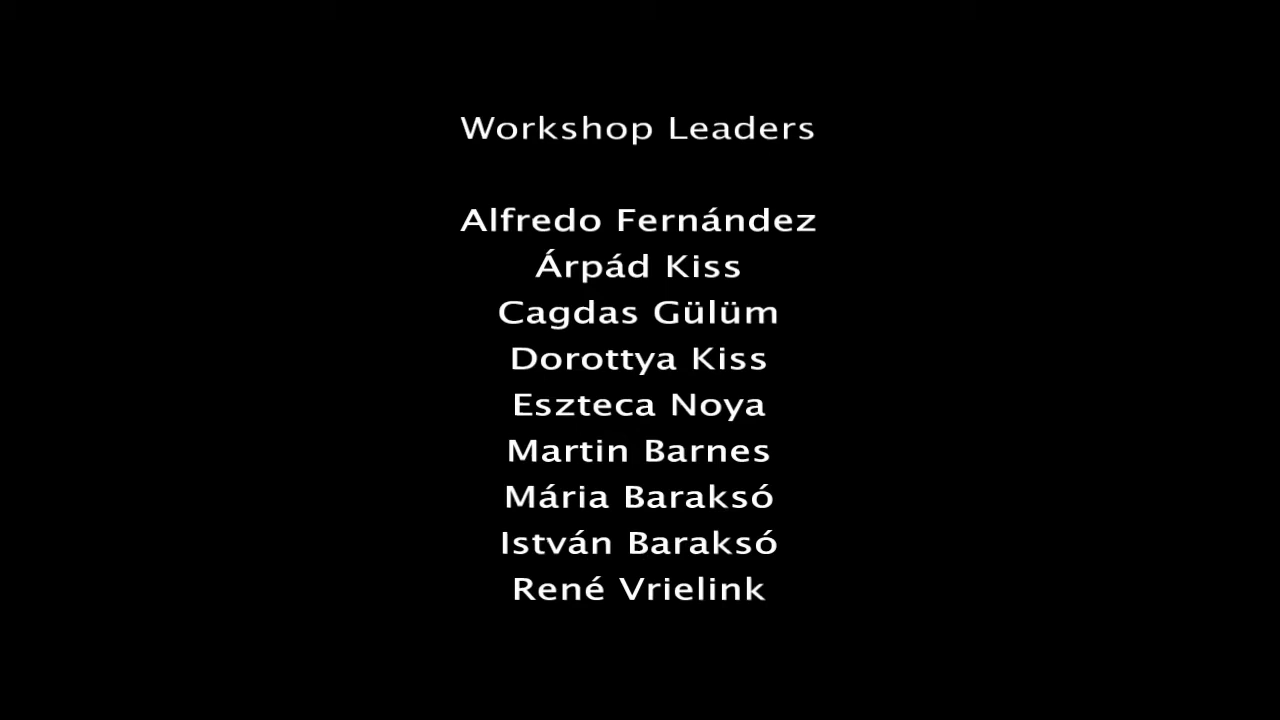 Workshop Leaders
Alfredo Fernández
Árpád Kiss
Cagdas Gülüm
Dorottya Kiss
Eszteca Noya
Martin Barnes
Mária Baraksó
István Baraksó
René Vrielink